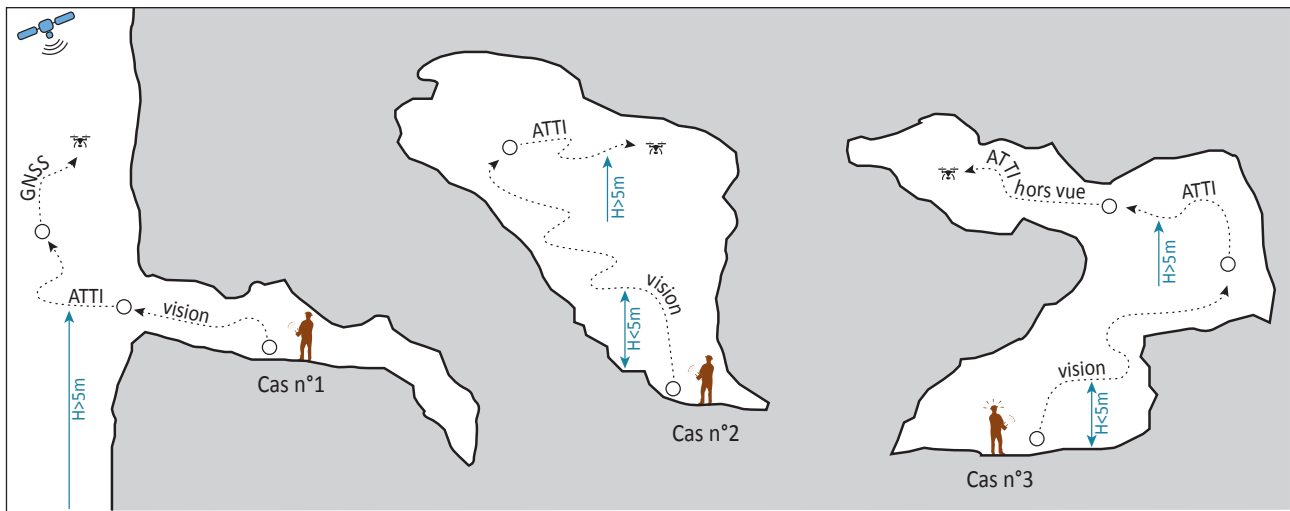 GNSS
ATTI
vision
H>5m
Cas n°1
ATTI
H>5m
vision
H<5m
Cas n°2
ATTI
hors vue
ATTI
H>5m
vision
H<5m
Cas n°3